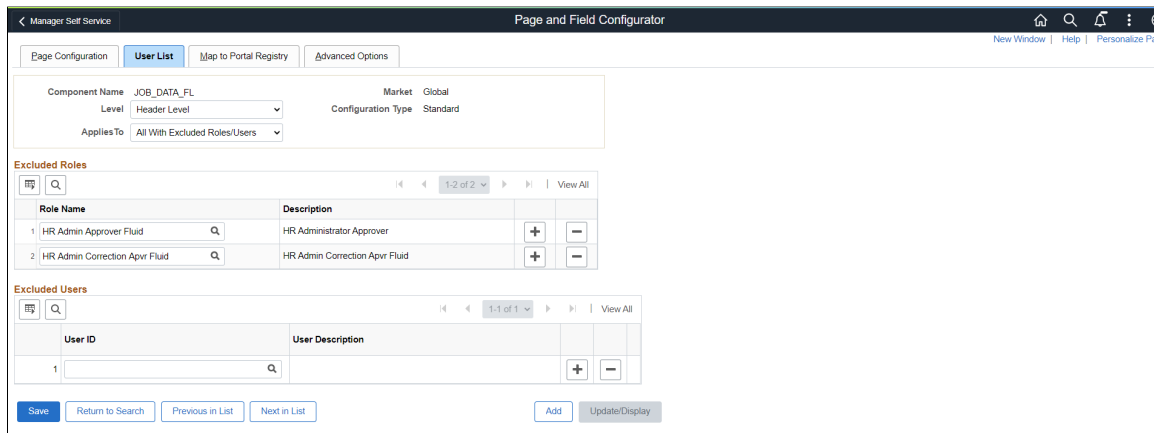 Manager Self Service
Page and Field Configurator
New Window | Help | Personalize
Page Configuration
User List
Map to Portal Registry
Advanced Options
Component Name JOB_DATA_FL
Market Global
Level Header Level
Configuration Type Standard
AppliesTo All With Excluded Roles/Users
Excluded Roles
1-2 of 2
| View All
Role Name Description
1 HR Admin Approver Fluid HR Administrator Approver
2 HR Admin Correction Apvr Fluid HR Admin Correction Apvr Fluid
Excluded Users
1-1 of 1
| View All
User ID User Description
1
Save
Return to Search
Previous in List
Next in List
Add
Update/Display